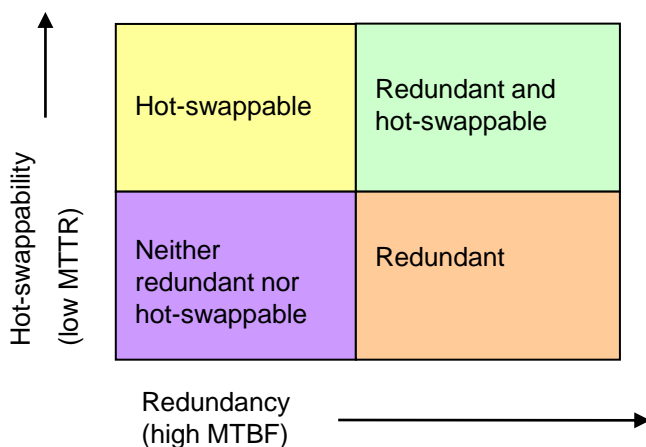 Hot-swappable
Redundant and
hot-swappable
Neither
redundant nor
hot-swappable
Redundant
Hot-swappability
(low MTTR)
Redundancy
(high MTBF)